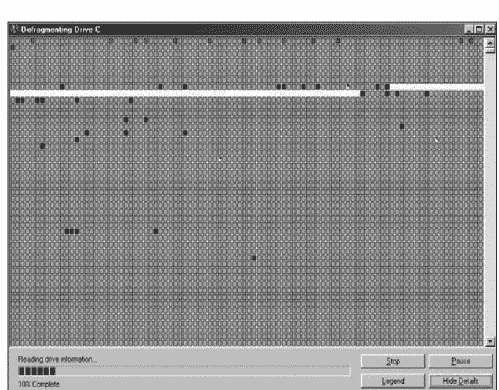 Defragmenting Drive C
Reading drive information...
10% Complete
Stop
Pause
Legend
Hide Details